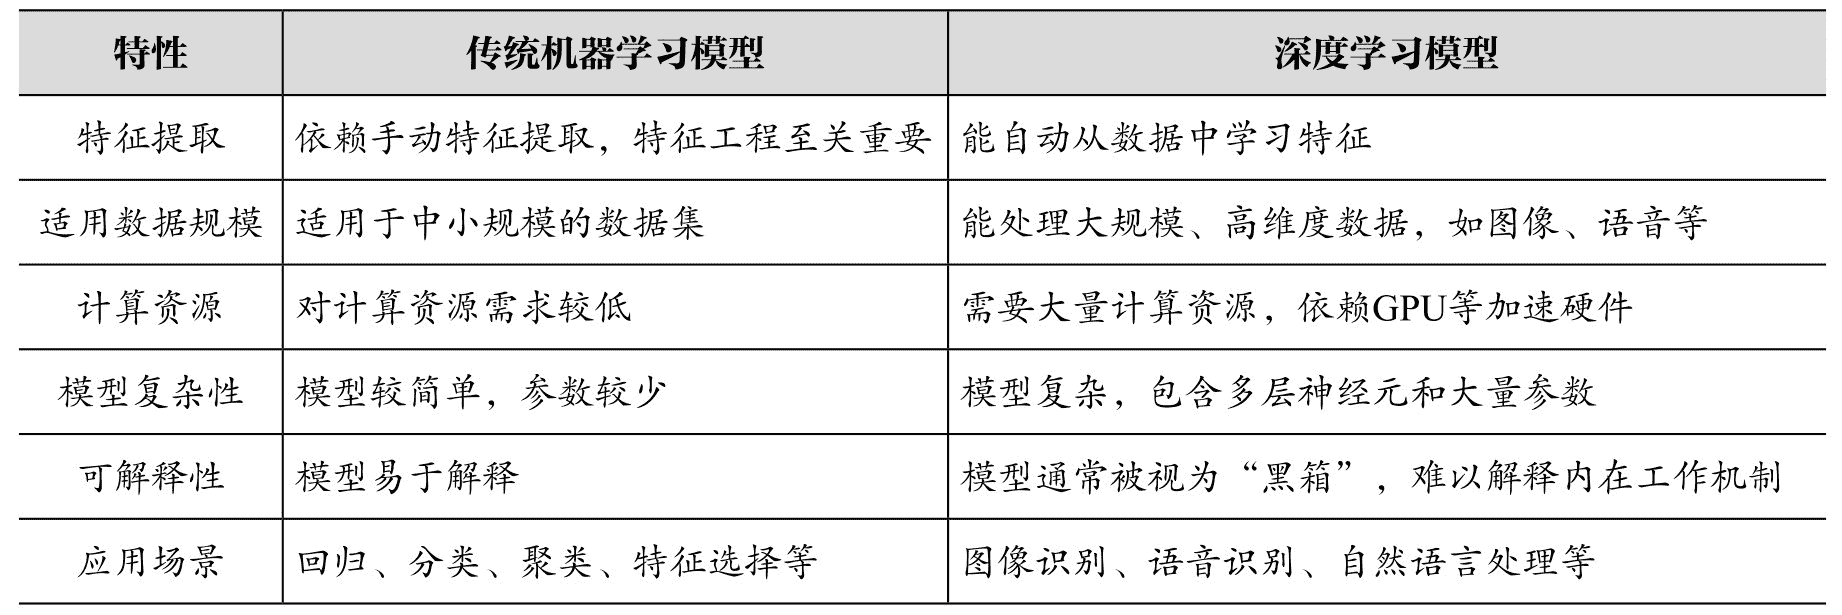 特性 传统机器学习模型 深度学习模型
特征提取 依赖手动特征提取，特征工程至关重要 能自动从数据中学习特征
适用数据规模 适用于中小规模的数据集 能处理大规模、高维度数据，如图像、语音等
计算资源 对计算资源需求较低 需要大量计算资源，依赖GPU等加速硬件
模型复杂性 模型较简单，参数较少 模型复杂，包含多层神经元和大量参数
可解释性 模型易于解释 模型通常被视为“黑箱”，难以解释内在工作机制
应用场景 回归、分类、聚类、特征选择等 图像识别、语音识别、自然语言处理等